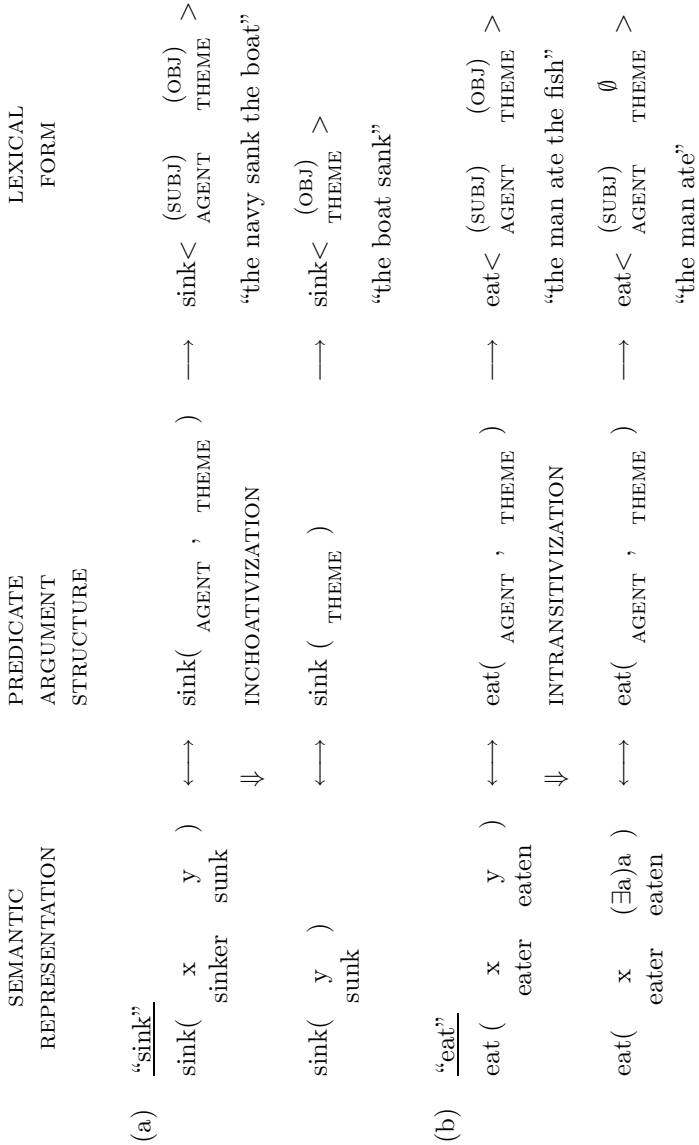 SEMANTIC PREDICATE LEXICAL
REPRESENTATION ARGUMENT FORM
STRUCTURE
(a) “sink”
sink( x y ) ⟷ sink( AGENT , THEME ) ⟶ sink< (SUBJ) (OBJ) >
sinker sunk AGENT THEME
⇓ INCHOATIVIZATION “the navy sank the boat”
sink( y ) ⟷ sink ( THEME ) ⟶ sink< (OBJ) >
sunk THEME
“the boat sank”
(b) “eat”
eat ( x y ) ⟷ eat( AGENT , THEME ) ⟶ eat< (SUBJ) (OBJ) >
eater eaten AGENT THEME
⇓ INTRANSITIVIZATION “the man ate the fish”
eat( x (∃a)a ) ⟷ eat( AGENT , THEME ) ⟶ eat< (SUBJ) ∅ >
eater eaten AGENT THEME
“the man ate”